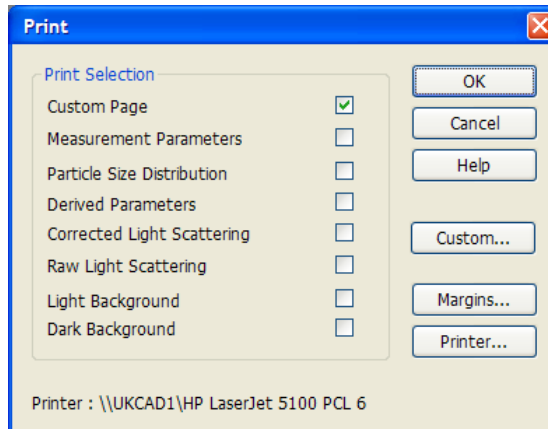 Print
Print Selection
Custom Page
Measurement Parameters
Particle Size Distribution
Derived Parameters
Corrected Light Scattering
Raw Light Scattering
Light Background
Dark Background
OK
Cancel
Help
Custom...
Margins...
Printer...
Printer : \\UKCAD1\HP LaserJet 5100 PCL 6